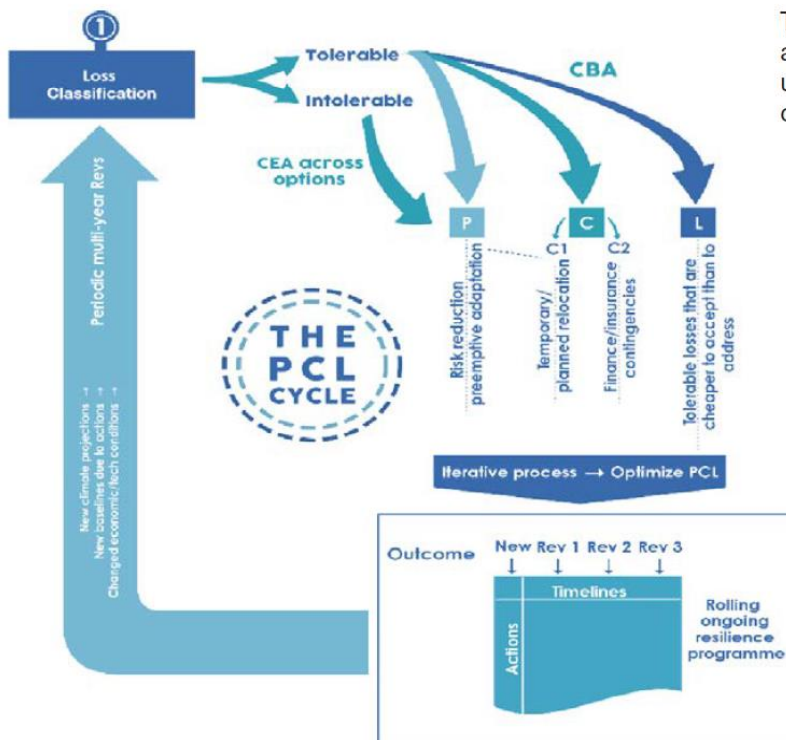 1
Loss
Classification
Tolerable
Intolerable
CBA
CEA across
options
P
C
L
C1
C2
Risk reduction
preemptive adaptation
Temporary/
planned relocation
Finance/insurance
contingencies
Tolerable losses that are
cheaper to accept than to
address
THE
PCL
CYCLE
Periodic multi-year Revs
New climate projections →
New baselines due to actions →
Changed economic/tech conditions →
Iterative process → Optimize PCL
Outcome
New Rev 1 Rev 2 Rev 3
Timelines
Actions
Rolling
ongoing
resilience
programme
T
a
u